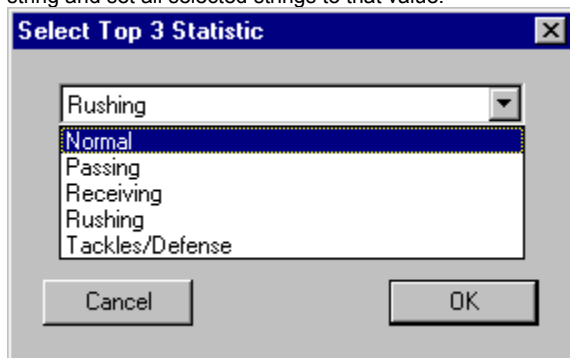 string and set all selected strings to that value.
Select Top 3 Statistic
Rushing
Normal
Passing
Receiving
Rushing
Tackles/Defense
Cancel OK